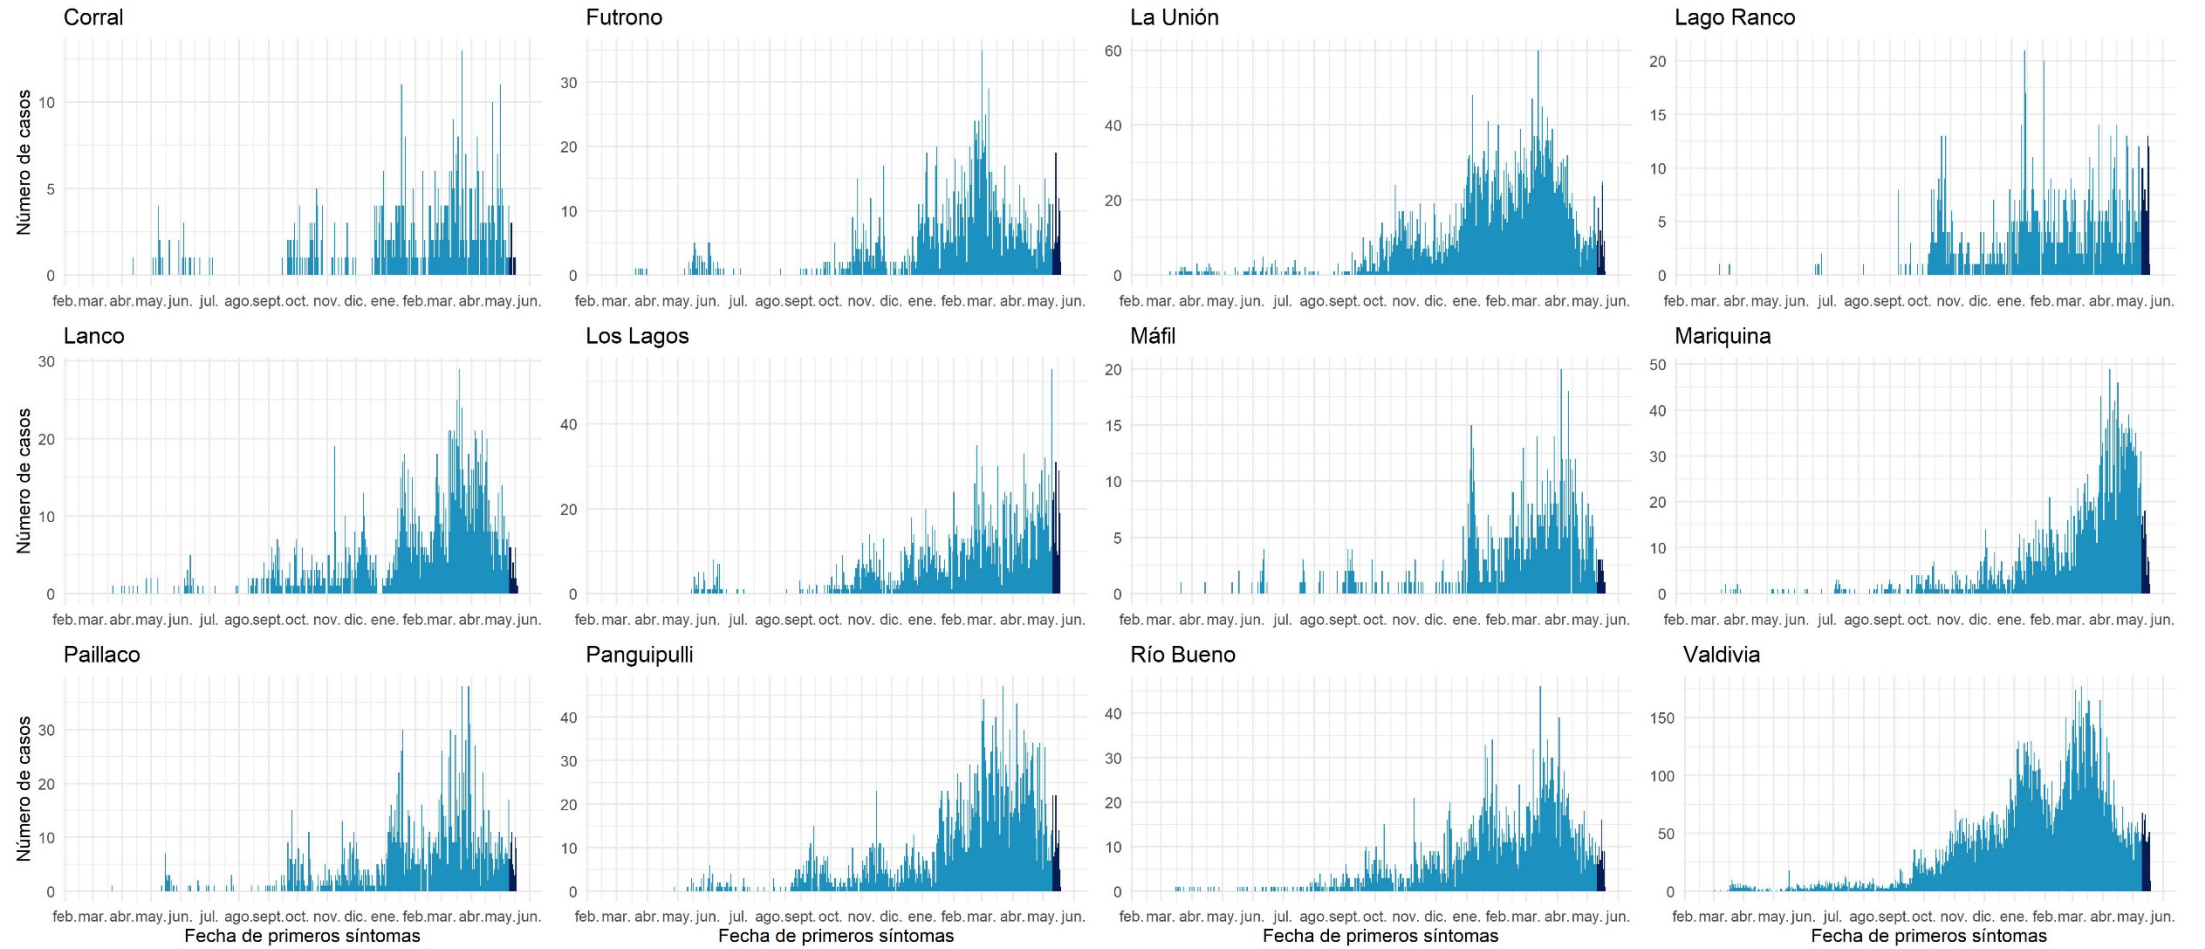 Corral Futrono La Unión Lago Ranco
Número de casos
10
5
0
30
20
10
0
60
40
20
0
20
15
10
5
0
feb. mar. abr. may. jun. jul. ago. sept. oct. nov. dic. ene. feb. mar. abr. may. jun.
feb. mar. abr. may. jun. jul. ago. sept. oct. nov. dic. ene. feb. mar. abr. may. jun.
feb. mar. abr. may. jun. jul. ago. sept. oct. nov. dic. ene. feb. mar. abr. may. jun.
feb. mar. abr. may. jun. jul. ago. sept. oct. nov. dic. ene. feb. mar. abr. may. jun.
Lanco Los Lagos Máfil Mariquina
Número de casos
30
20
10
0
40
20
0
20
15
10
5
0
50
40
30
20
10
0
feb. mar. abr. may. jun. jul. ago. sept. oct. nov. dic. ene. feb. mar. abr. may. jun.
feb. mar. abr. may. jun. jul. ago. sept. oct. nov. dic. ene. feb. mar. abr. may. jun.
feb. mar. abr. may. jun. jul. ago. sept. oct. nov. dic. ene. feb. mar. abr. may. jun.
feb. mar. abr. may. jun. jul. ago. sept. oct. nov. dic. ene. feb. mar. abr. may. jun.
Paillaco Panguipulli Río Bueno Valdivia
Número de casos
30
20
10
0
40
30
20
10
0
40
30
20
10
0
150
100
50
0
feb. mar. abr. may. jun. jul. ago. sept. oct. nov. dic. ene. feb. mar. abr. may. jun.
feb. mar. abr. may. jun. jul. ago. sept. oct. nov. dic. ene. feb. mar. abr. may. jun.
feb. mar. abr. may. jun. jul. ago. sept. oct. nov. dic. ene. feb. mar. abr. may. jun.
feb. mar. abr. may. jun. jul. ago. sept. oct. nov. dic. ene. feb. mar. abr. may. jun.
Fecha de primeros síntomas Fecha de primeros síntomas Fecha de primeros síntomas Fecha de primeros síntomas